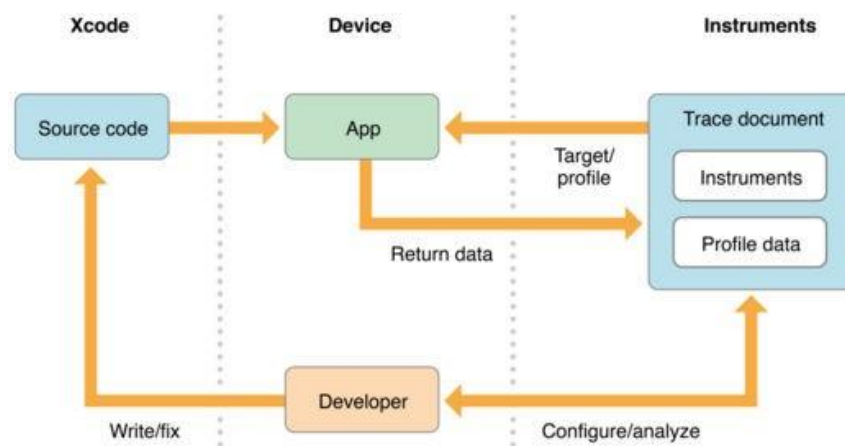 Xcode
Device
Instruments
Source code
App
Trace document
Target/
profile
Instruments
Return data
Profile data
Developer
Write/fix
Configure/analyze